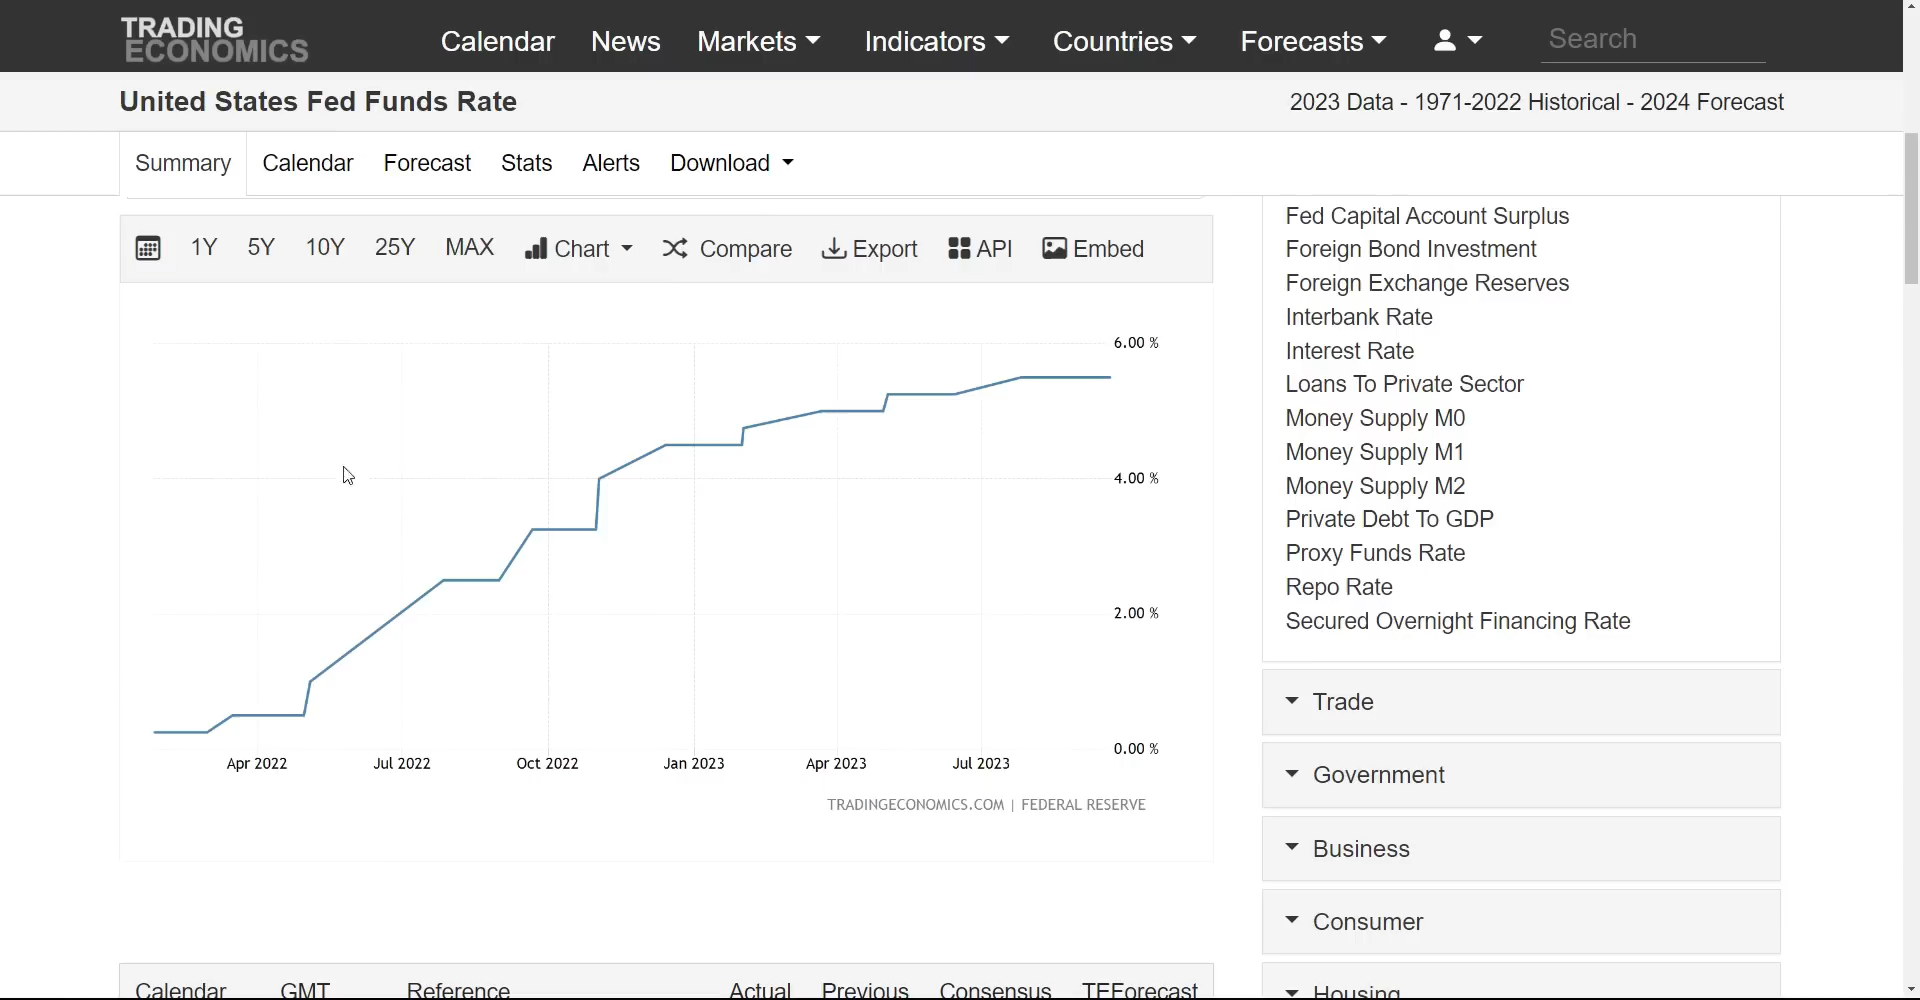 TRADING
ECONOMICS
Calendar News Markets Indicators Countries Forecasts Search
United States Fed Funds Rate
2023 Data - 1971-2022 Historical - 2024 Forecast
Summary Calendar Forecast Stats Alerts Download
1Y 5Y 10Y 25Y MAX Chart Compare Export API Embed
6.00 %
4.00 %
2.00 %
0.00 %
Apr 2022 Jul 2022 Oct 2022 Jan 2023 Apr 2023 Jul 2023
TRADINGECONOMICS.COM | FEDERAL RESERVE
Calendar GMT Reference Actual Previous Consensus TEForecast
Fed Capital Account Surplus
Foreign Bond Investment
Foreign Exchange Reserves
Interbank Rate
Interest Rate
Loans To Private Sector
Money Supply M0
Money Supply M1
Money Supply M2
Private Debt To GDP
Proxy Funds Rate
Repo Rate
Secured Overnight Financing Rate
Trade
Government
Business
Consumer
Housing